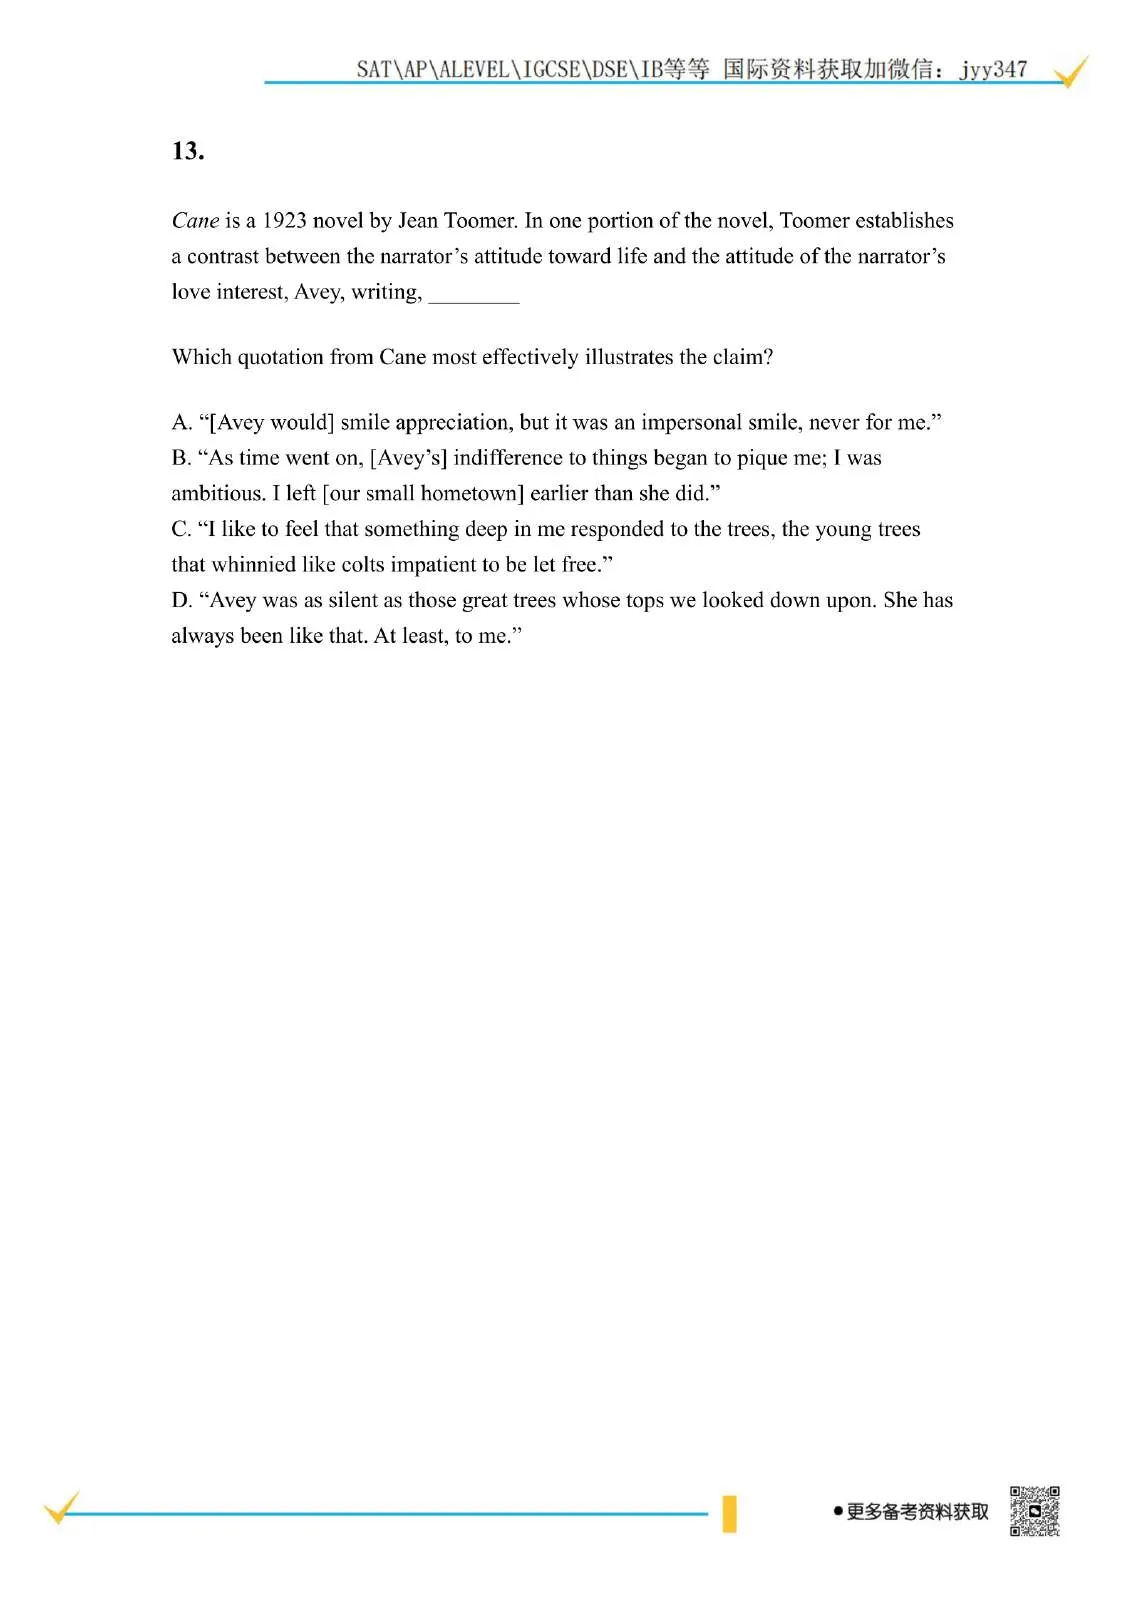 SAT\AP\ALEVEL\IGCSE\DSE\IB等等 国际资料获取加微信：jyy347
13.
Cane is a 1923 novel by Jean Toomer. In one portion of the novel, Toomer establishes
a contrast between the narrator’s attitude toward life and the attitude of the narrator’s
love interest, Avey, writing, ________
Which quotation from Cane most effectively illustrates the claim?
A. “[Avey would] smile appreciation, but it was an impersonal smile, never for me.”
B. “As time went on, [Avey’s] indifference to things began to pique me; I was
ambitious. I left [our small hometown] earlier than she did.”
C. “I like to feel that something deep in me responded to the trees, the young trees
that whinnied like colts impatient to be let free.”
D. “Avey was as silent as those great trees whose tops we looked down upon. She has
always been like that. At least, to me.”
●更多备考资料获取